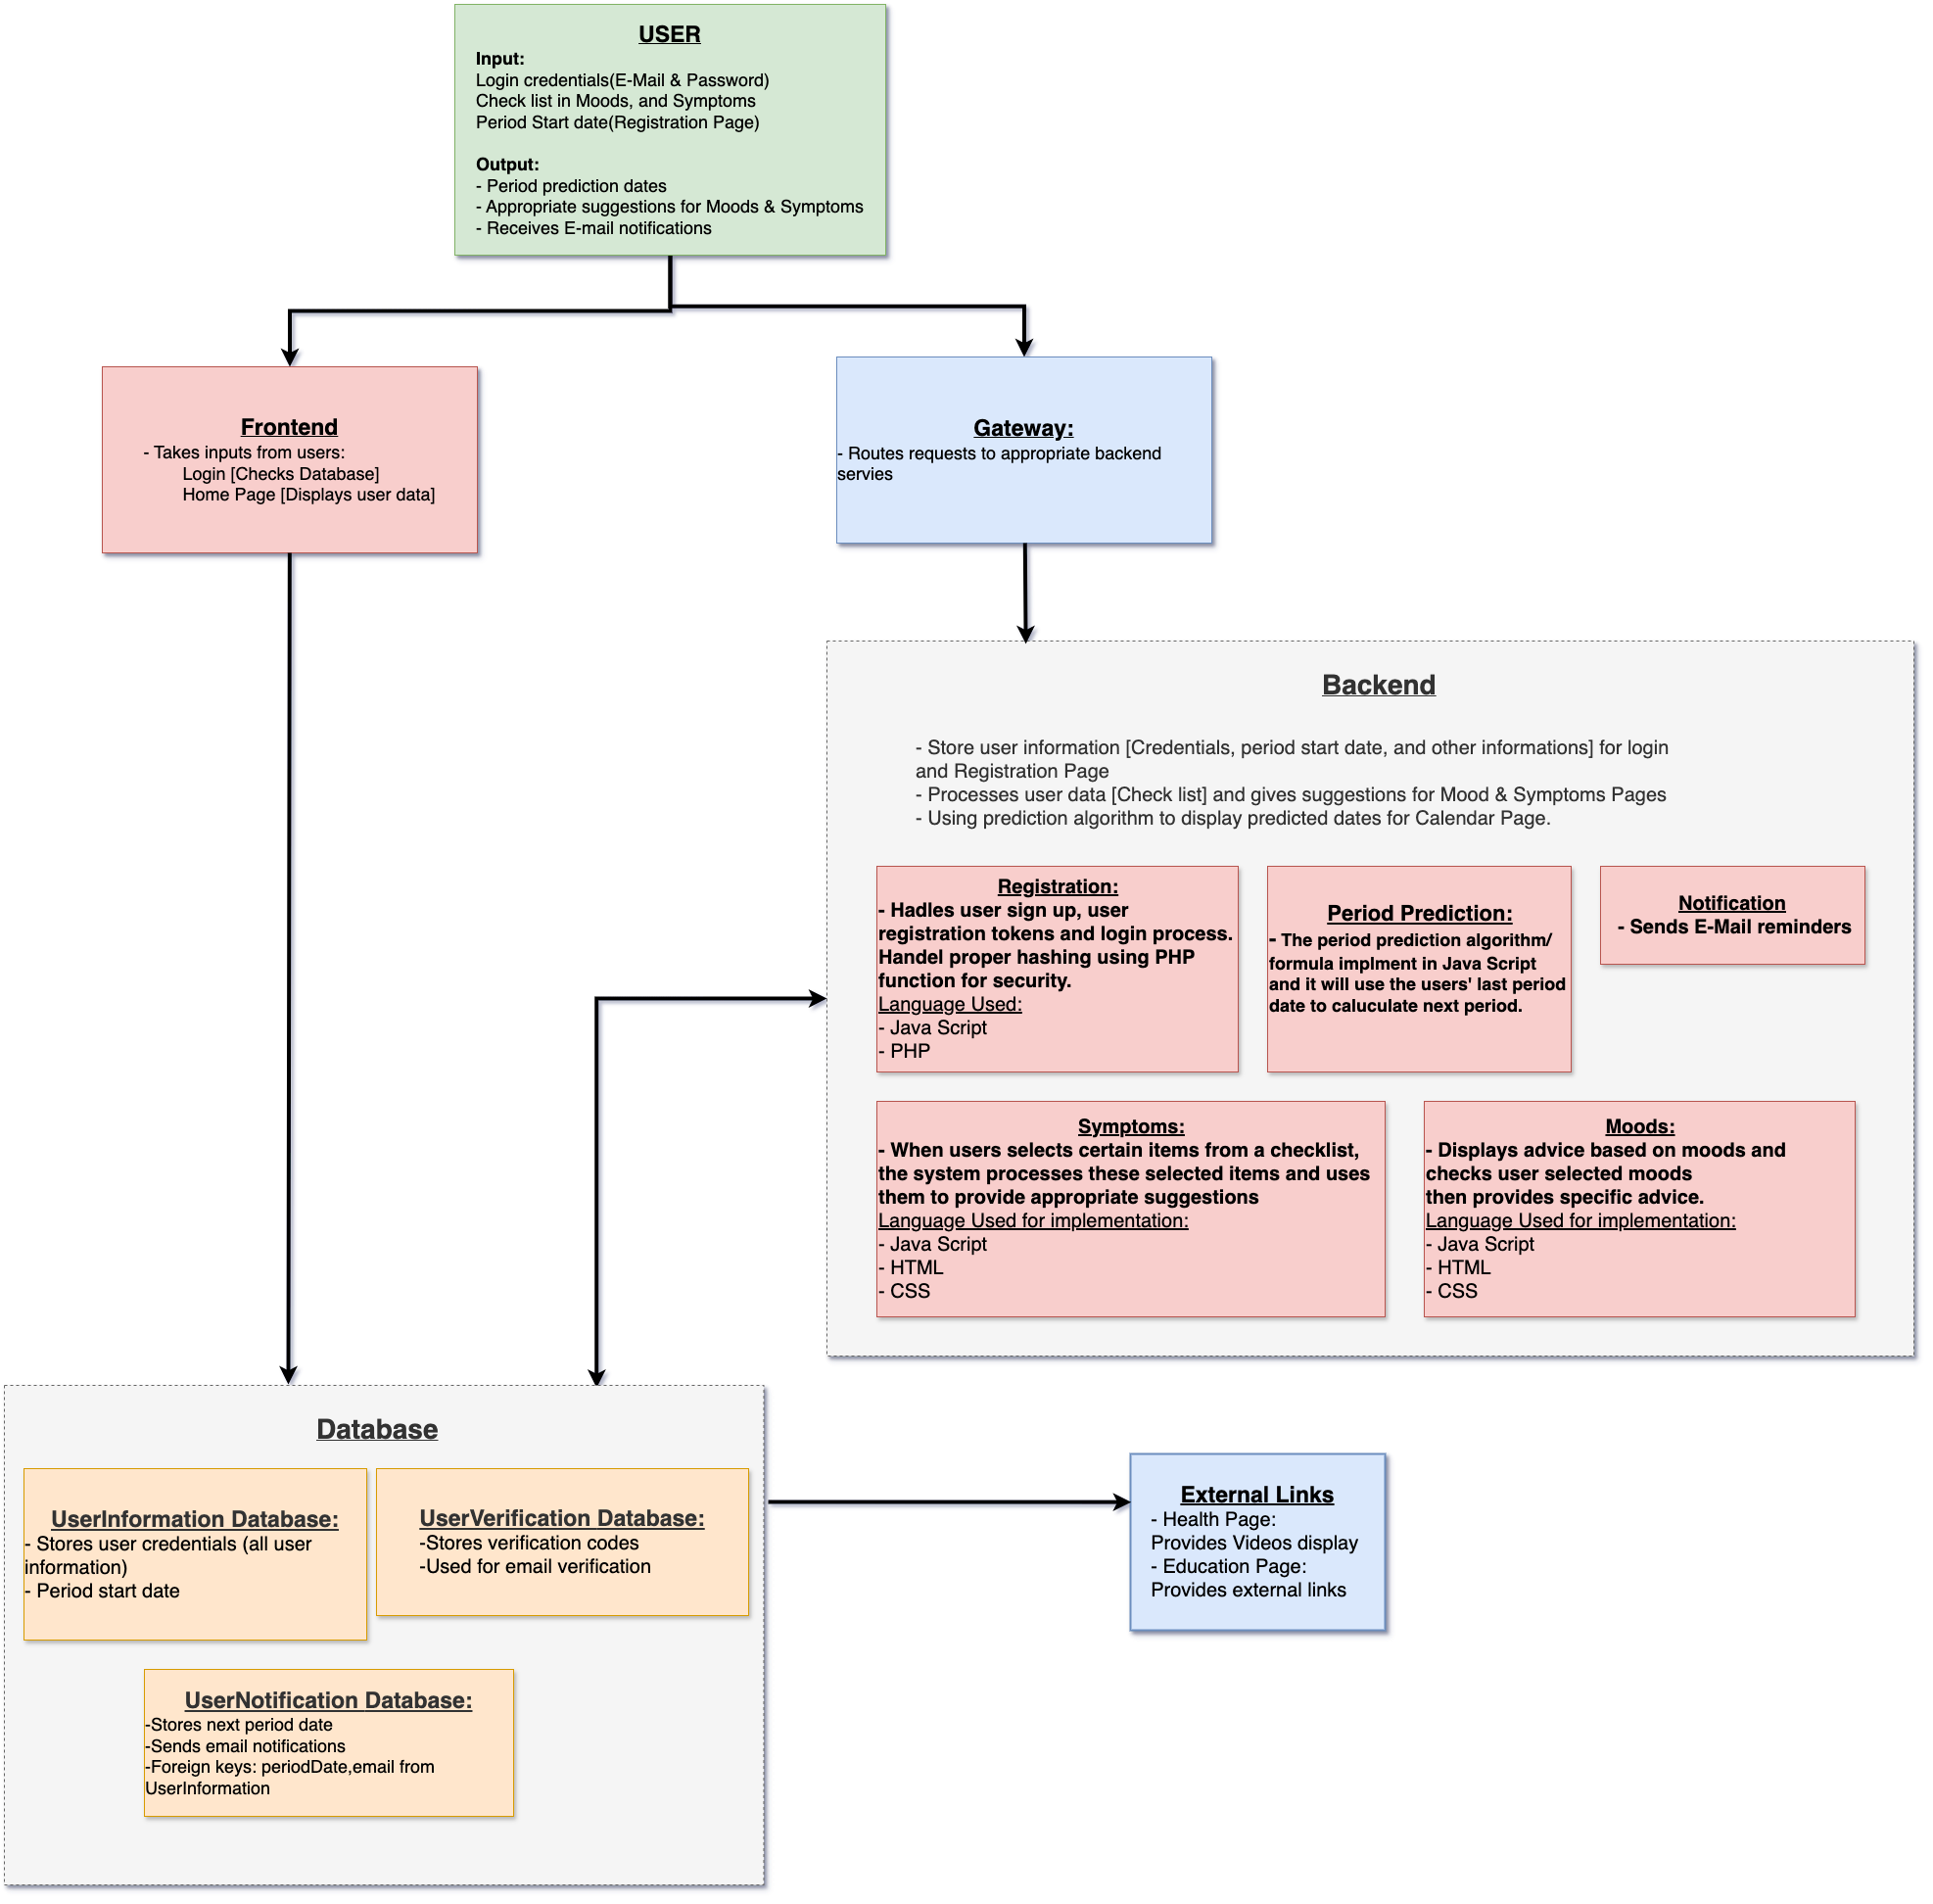 USER
Input:
Login credentials(E-Mail & Password)
Check list in Moods, and Symptoms
Period Start date(Registration Page)
Output:
- Period prediction dates
- Appropriate suggestions for Moods & Symptoms
- Receives E-mail notifications
Frontend
- Takes inputs from users:
Login [Checks Database]
Home Page [Displays user data]
Gateway:
- Routes requests to appropriate backend
servies
Backend
- Store user information [Credentials, period start date, and other informations] for login
and Registration Page
- Processes user data [Check list] and gives suggestions for Mood & Symptoms Pages
- Using prediction algorithm to display predicted dates for Calendar Page.
Registration:
- Hadles user sign up, user
registration tokens and login process.
Handel proper hashing using PHP
function for security.
Language Used:
- Java Script
- PHP
Period Prediction:
- The period prediction algorithm/
formula implment in Java Script
and it will use the users' last period
date to caluculate next period.
Notification
- Sends E-Mail reminders
Symptoms:
- When users selects certain items from a checklist,
the system processes these selected items and uses
them to provide appropriate suggestions
Language Used for implementation:
- Java Script
- HTML
- CSS
Moods:
- Displays advice based on moods and
checks user selected moods
then provides specific advice.
Language Used for implementation:
- Java Script
- HTML
- CSS
Database
UserInformation Database:
- Stores user credentials (all user
information)
- Period start date
UserVerification Database:
-Stores verification codes
-Used for email verification
UserNotification Database:
-Stores next period date
-Sends email notifications
-Foreign keys: periodDate,email from
UserInformation
External Links
- Health Page:
Provides Videos display
- Education Page:
Provides external links